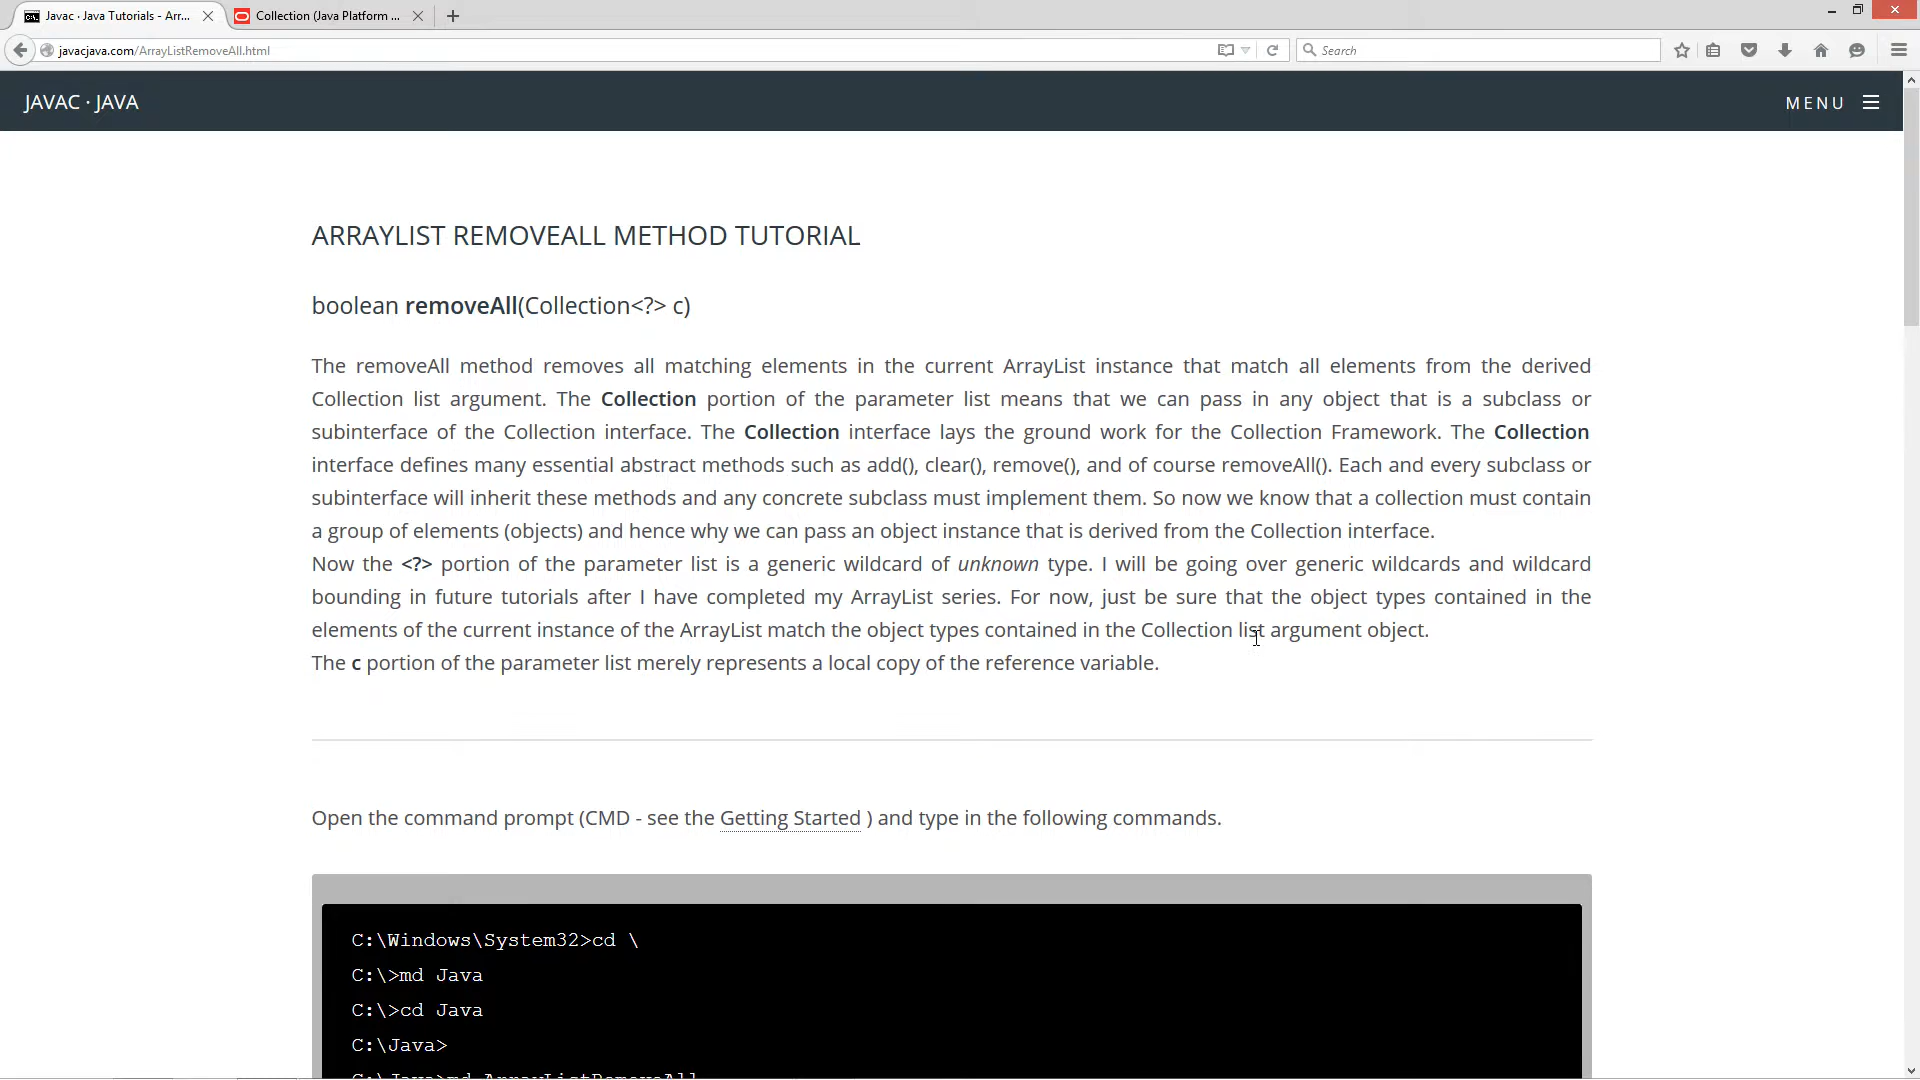 Javac · Java Tutorials - Arr...
Collection (Java Platform ...
javacjava.com/ArrayListRemoveAll.html
Search
JAVAC · JAVA
MENU
ARRAYLIST REMOVEALL METHOD TUTORIAL
boolean removeAll(Collection<?> c)
The removeAll method removes all matching elements in the current ArrayList instance that match all elements from the derived
Collection list argument. The Collection portion of the parameter list means that we can pass in any object that is a subclass or
subinterface of the Collection interface. The Collection interface lays the ground work for the Collection Framework. The Collection
interface defines many essential abstract methods such as add(), clear(), remove(), and of course removeAll(). Each and every subclass or
subinterface will inherit these methods and any concrete subclass must implement them. So now we know that a collection must contain
a group of elements (objects) and hence why we can pass an object instance that is derived from the Collection interface.
Now the <?> portion of the parameter list is a generic wildcard of unknown type. I will be going over generic wildcards and wildcard
bounding in future tutorials after I have completed my ArrayList series. For now, just be sure that the object types contained in the
elements of the current instance of the ArrayList match the object types contained in the Collection list argument object.
The c portion of the parameter list merely represents a local copy of the reference variable.
Open the command prompt (CMD - see the Getting Started ) and type in the following commands.
C:\Windows\System32>cd \
C:\>md Java
C:\>cd Java
C:\Java>
C:\Java>md ArrayListRemoveAll